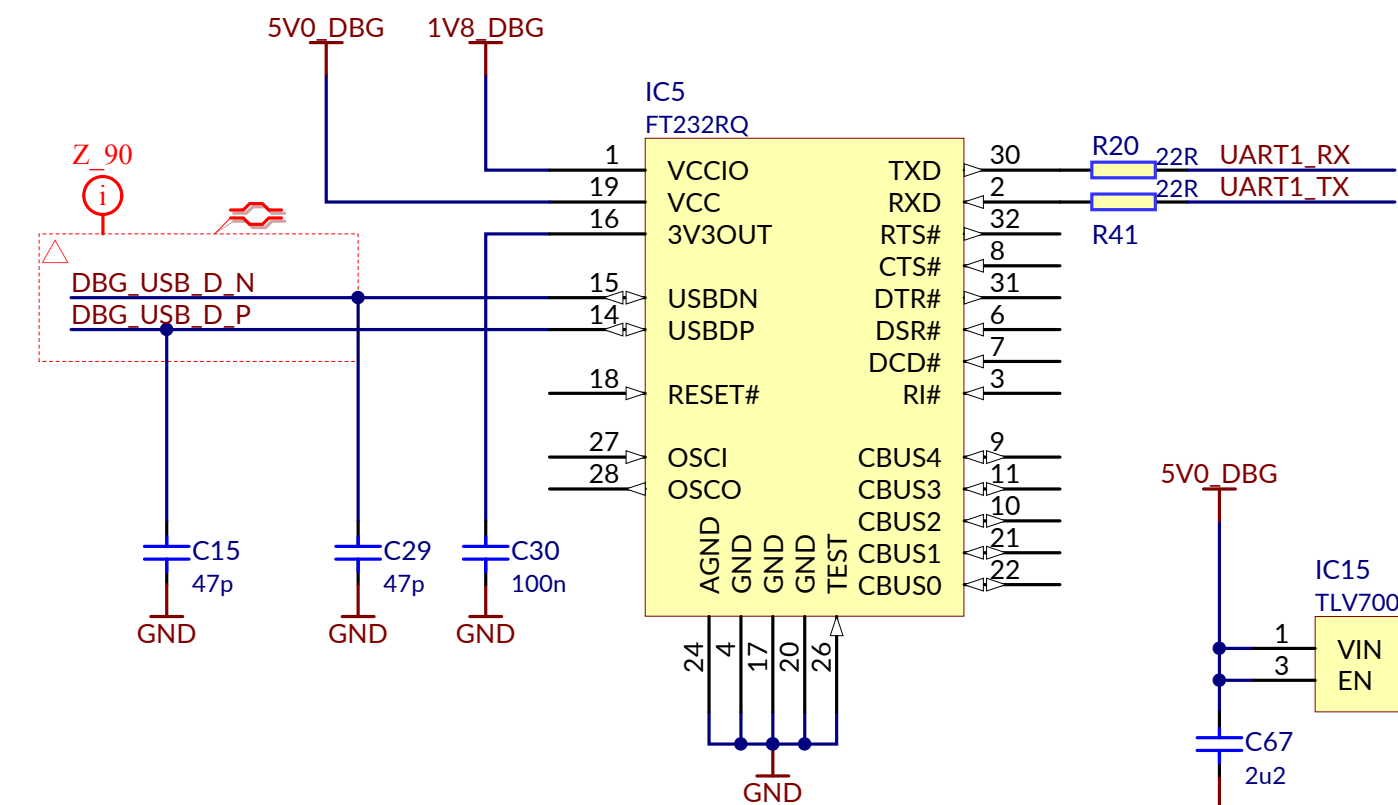 5V0_DBG
1V8_DBG
IC5
FT232RQ
Z_90
i
DBG_USB_D_N
DBG_USB_D_P
1 VCCIO
19 VCC
16 3V3OUT
15 USBDN
14 USBDP
18 RESET#
27 OSCI
28 OSCO
TXD 30
RXD 2
RTS# 32
CTS# 8
DTR# 31
DSR# 6
DCD# 7
RI# 3
CBUS4 9
CBUS3 11
CBUS2 10
CBUS1 21
CBUS0 22
AGND 24
GND 4
GND 17
GND 20
TEST 26
GND
R20 22R UART1_RX
22R UART1_TX
R41
C15
47p
GND
C29
47p
GND
C30
100n
GND
5V0_DBG
IC15
TLV700
1 VIN
3 EN
C67
2u2